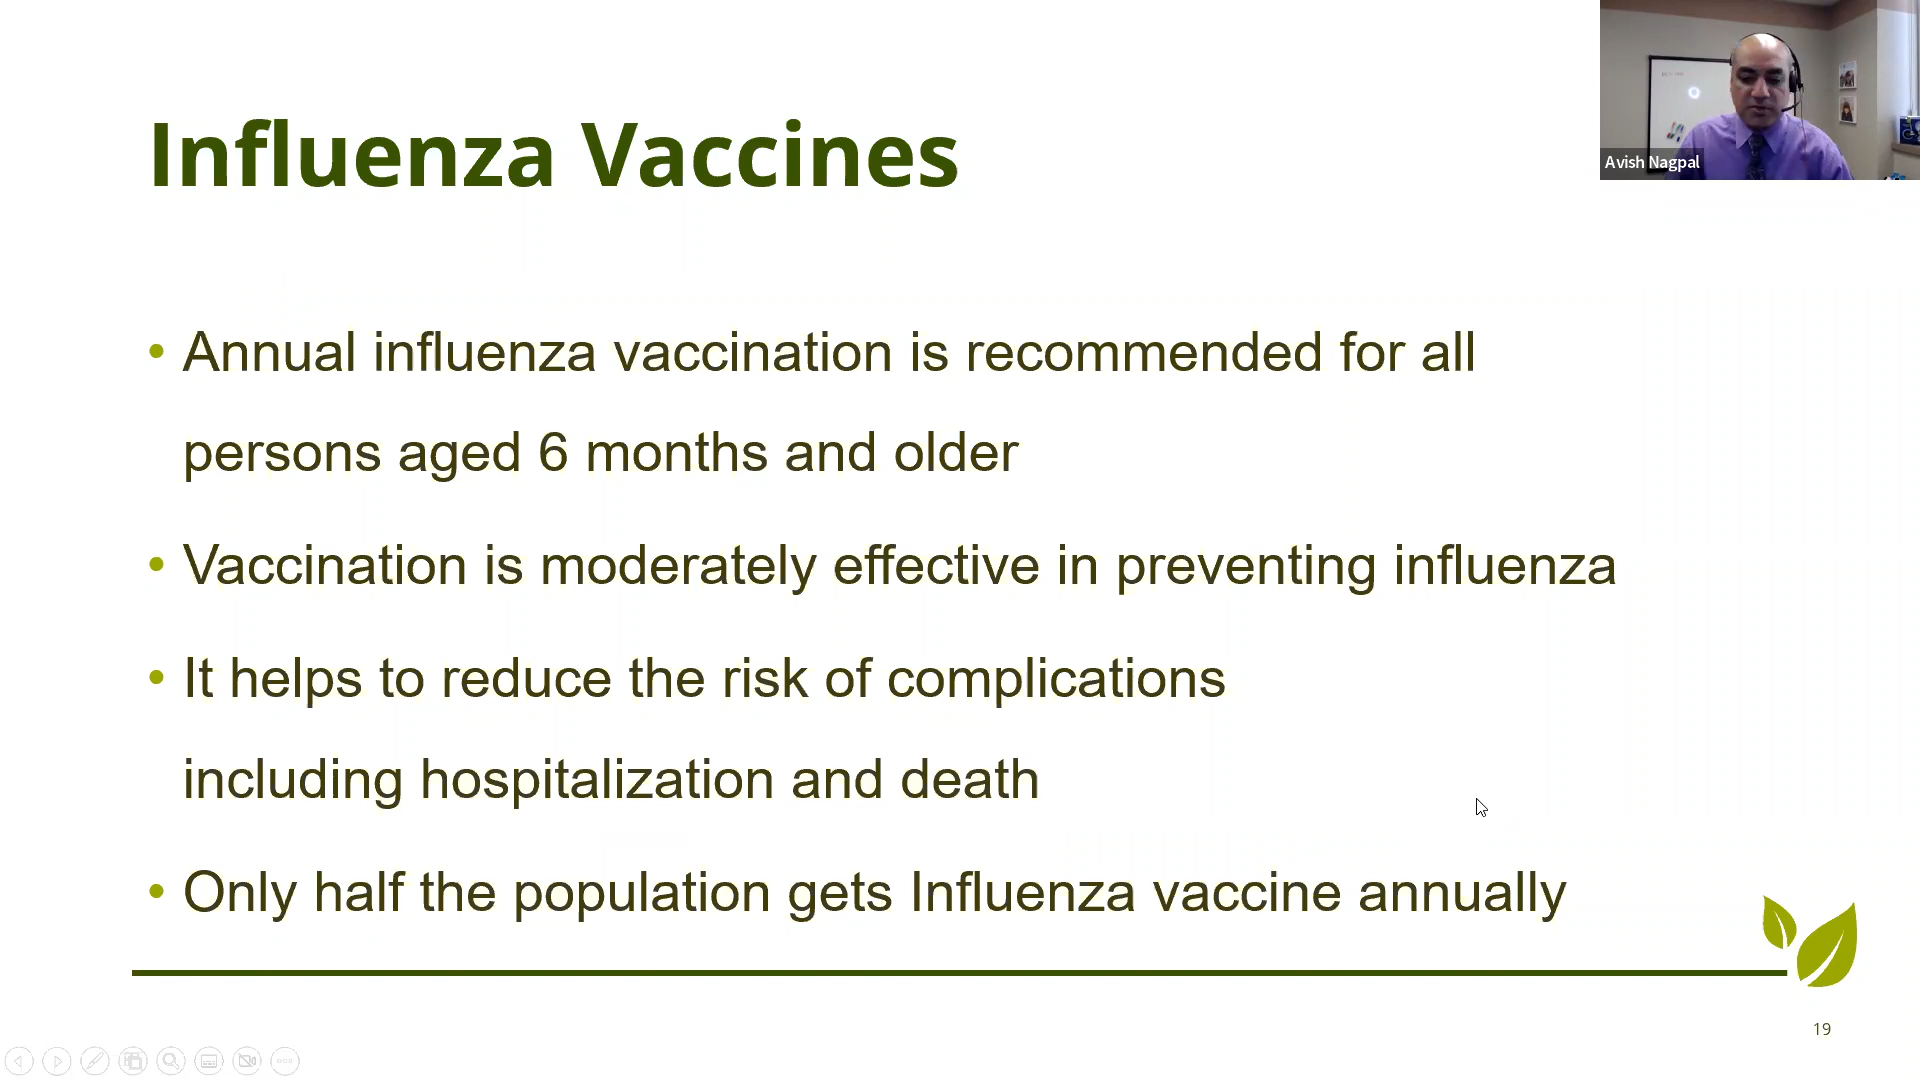 Influenza Vaccines
Avish Nagpal
• Annual influenza vaccination is recommended for all
persons aged 6 months and older
• Vaccination is moderately effective in preventing influenza
• It helps to reduce the risk of complications
including hospitalization and death
• Only half the population gets Influenza vaccine annually
19